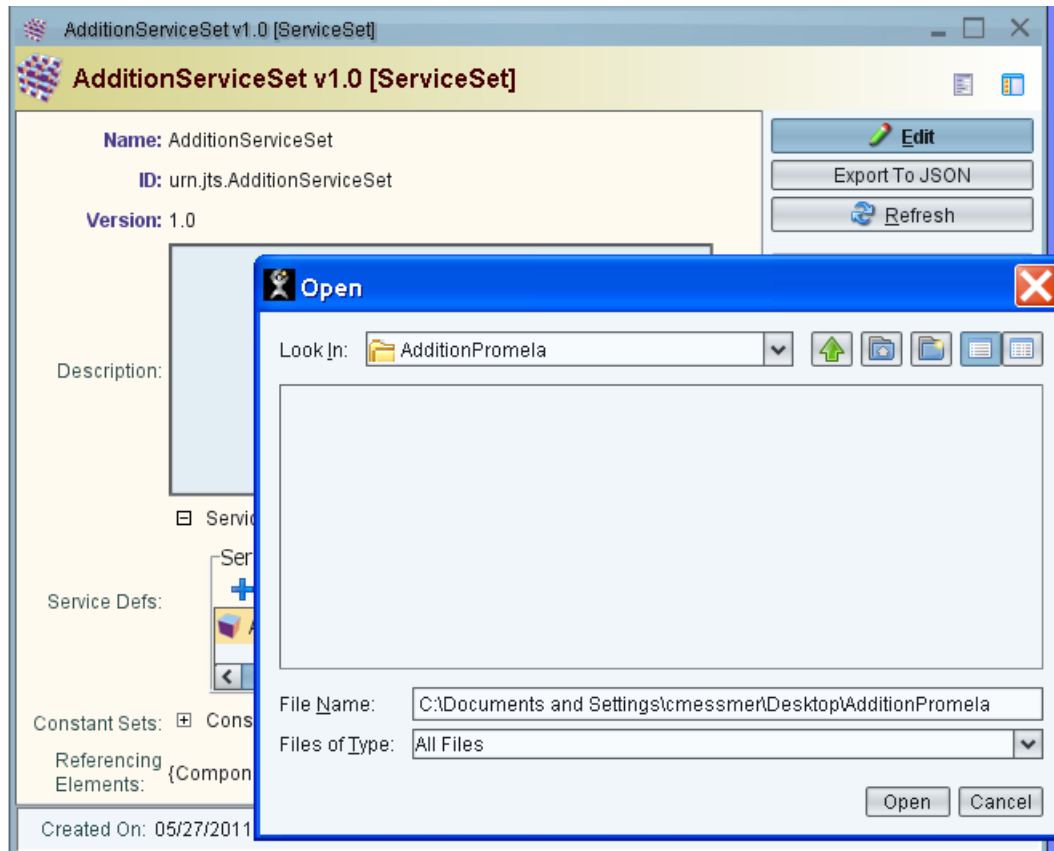 AdditionServiceSet v1.0 [ServiceSet]
AdditionServiceSet v1.0 [ServiceSet]
Name: AdditionServiceSet
ID: urn.jts.AdditionServiceSet
Version: 1.0
Description:
Edit
Export To JSON
Refresh
Open
Look In: AdditionPromela
Servic
Ser
Service Defs:
A
File Name: C:\Documents and Settings\cmessmer\Desktop\AdditionPromela
Files of Type: All Files
Constant Sets: Cons
Referencing
Elements: {Compon
Open Cancel
Created On: 05/27/2011